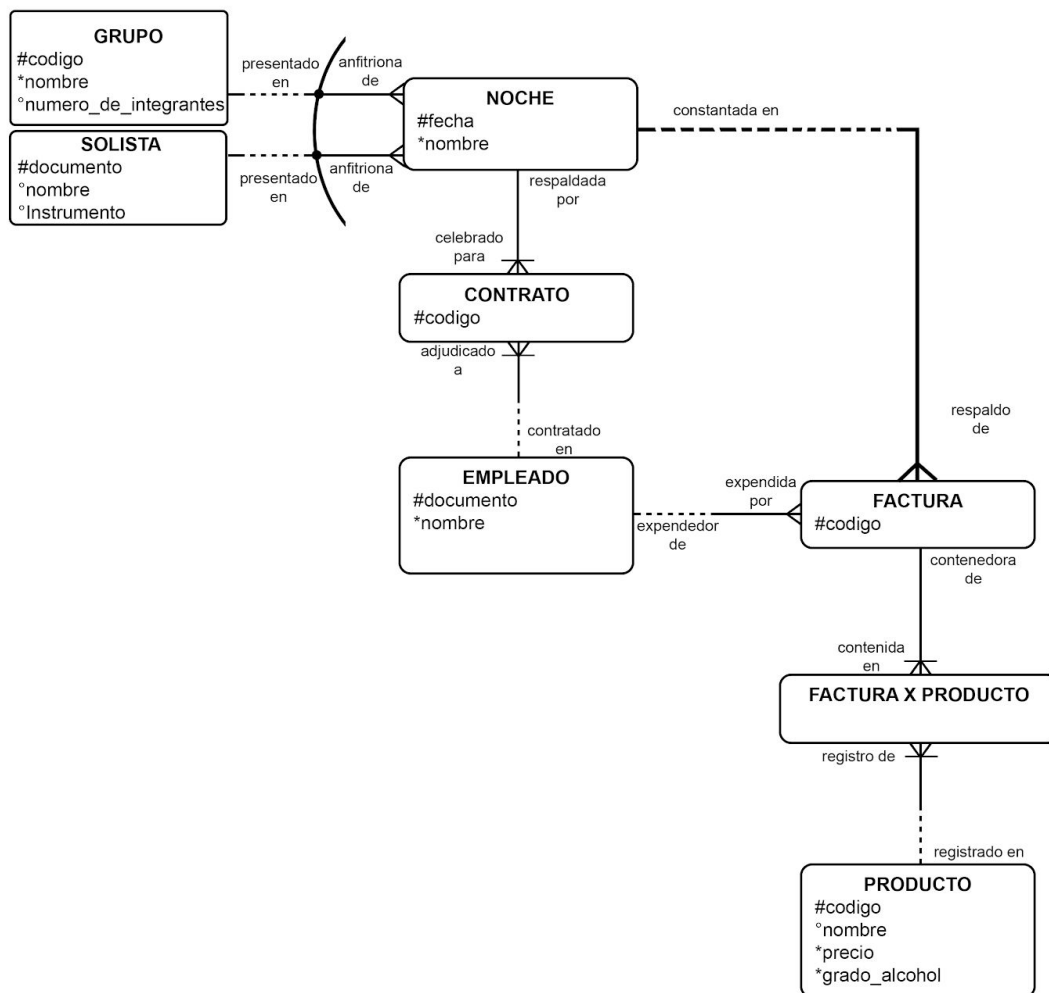 GRUPO
#codigo
*nombre
°numero_de_integrantes
presentado
en
anfitriona
de
SOLISTA
#documento
°nombre
°Instrumento
presentado
en
anfitriona
de
NOCHE
#fecha
*nombre
constantada en
respaldada
por
celebrado
para
CONTRATO
#codigo
adjudicado
a
contratado
en
respaldo
de
EMPLEADO
#documento
*nombre
expendedor
de
expendida
por
FACTURA
#codigo
contenedora
de
contenida
en
FACTURA X PRODUCTO
registro de
registrado en
PRODUCTO
#codigo
°nombre
*precio
*grado_alcohol